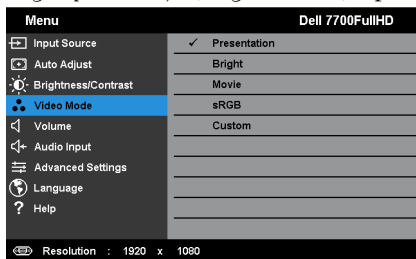 Menu Dell 7700FullHD
Input Source ✓ Presentation
Auto Adjust Bright
Brightness/Contrast Movie
Video Mode sRGB
Volume Custom
Audio Input
Advanced Settings
Language
? Help
Resolution : 1920 x 1080